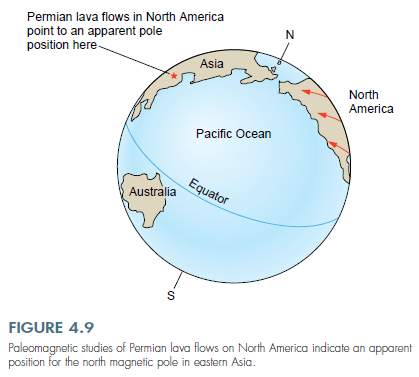 Permian lava flows in North America
point to an apparent pole
position here
N
Asia
North
America
Pacific Ocean
Equator
Australia
S
FIGURE 4.9
Paleomagnetic studies of Permian lava flows on North America indicate an apparent
position for the north magnetic pole in eastern Asia.